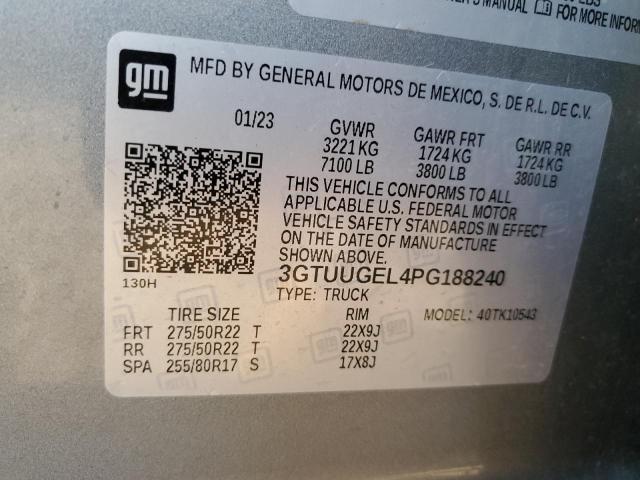 LBS
ER'S MANUAL FOR MORE INFORM
gm
MFD BY GENERAL MOTORS DE MEXICO, S. DE R.L. DE C.V.
01/23 GVWR GAWR FRT GAWR RR
3221 KG 1724 KG 1724 KG
7100 LB 3800 LB 3800 LB
THIS VEHICLE CONFORMS TO ALL
APPLICABLE U.S. FEDERAL MOTOR
VEHICLE SAFETY STANDARDS IN EFFECT
ON THE DATE OF MANUFACTURE
SHOWN ABOVE.
130H
3GTUUGEL4PG188240
TYPE: TRUCK
TIRE SIZE RIM MODEL: 40TK10543
FRT 275/50R22 T 22X9J
RR 275/50R22 T 22X9J
SPA 255/80R17 S 17X8J